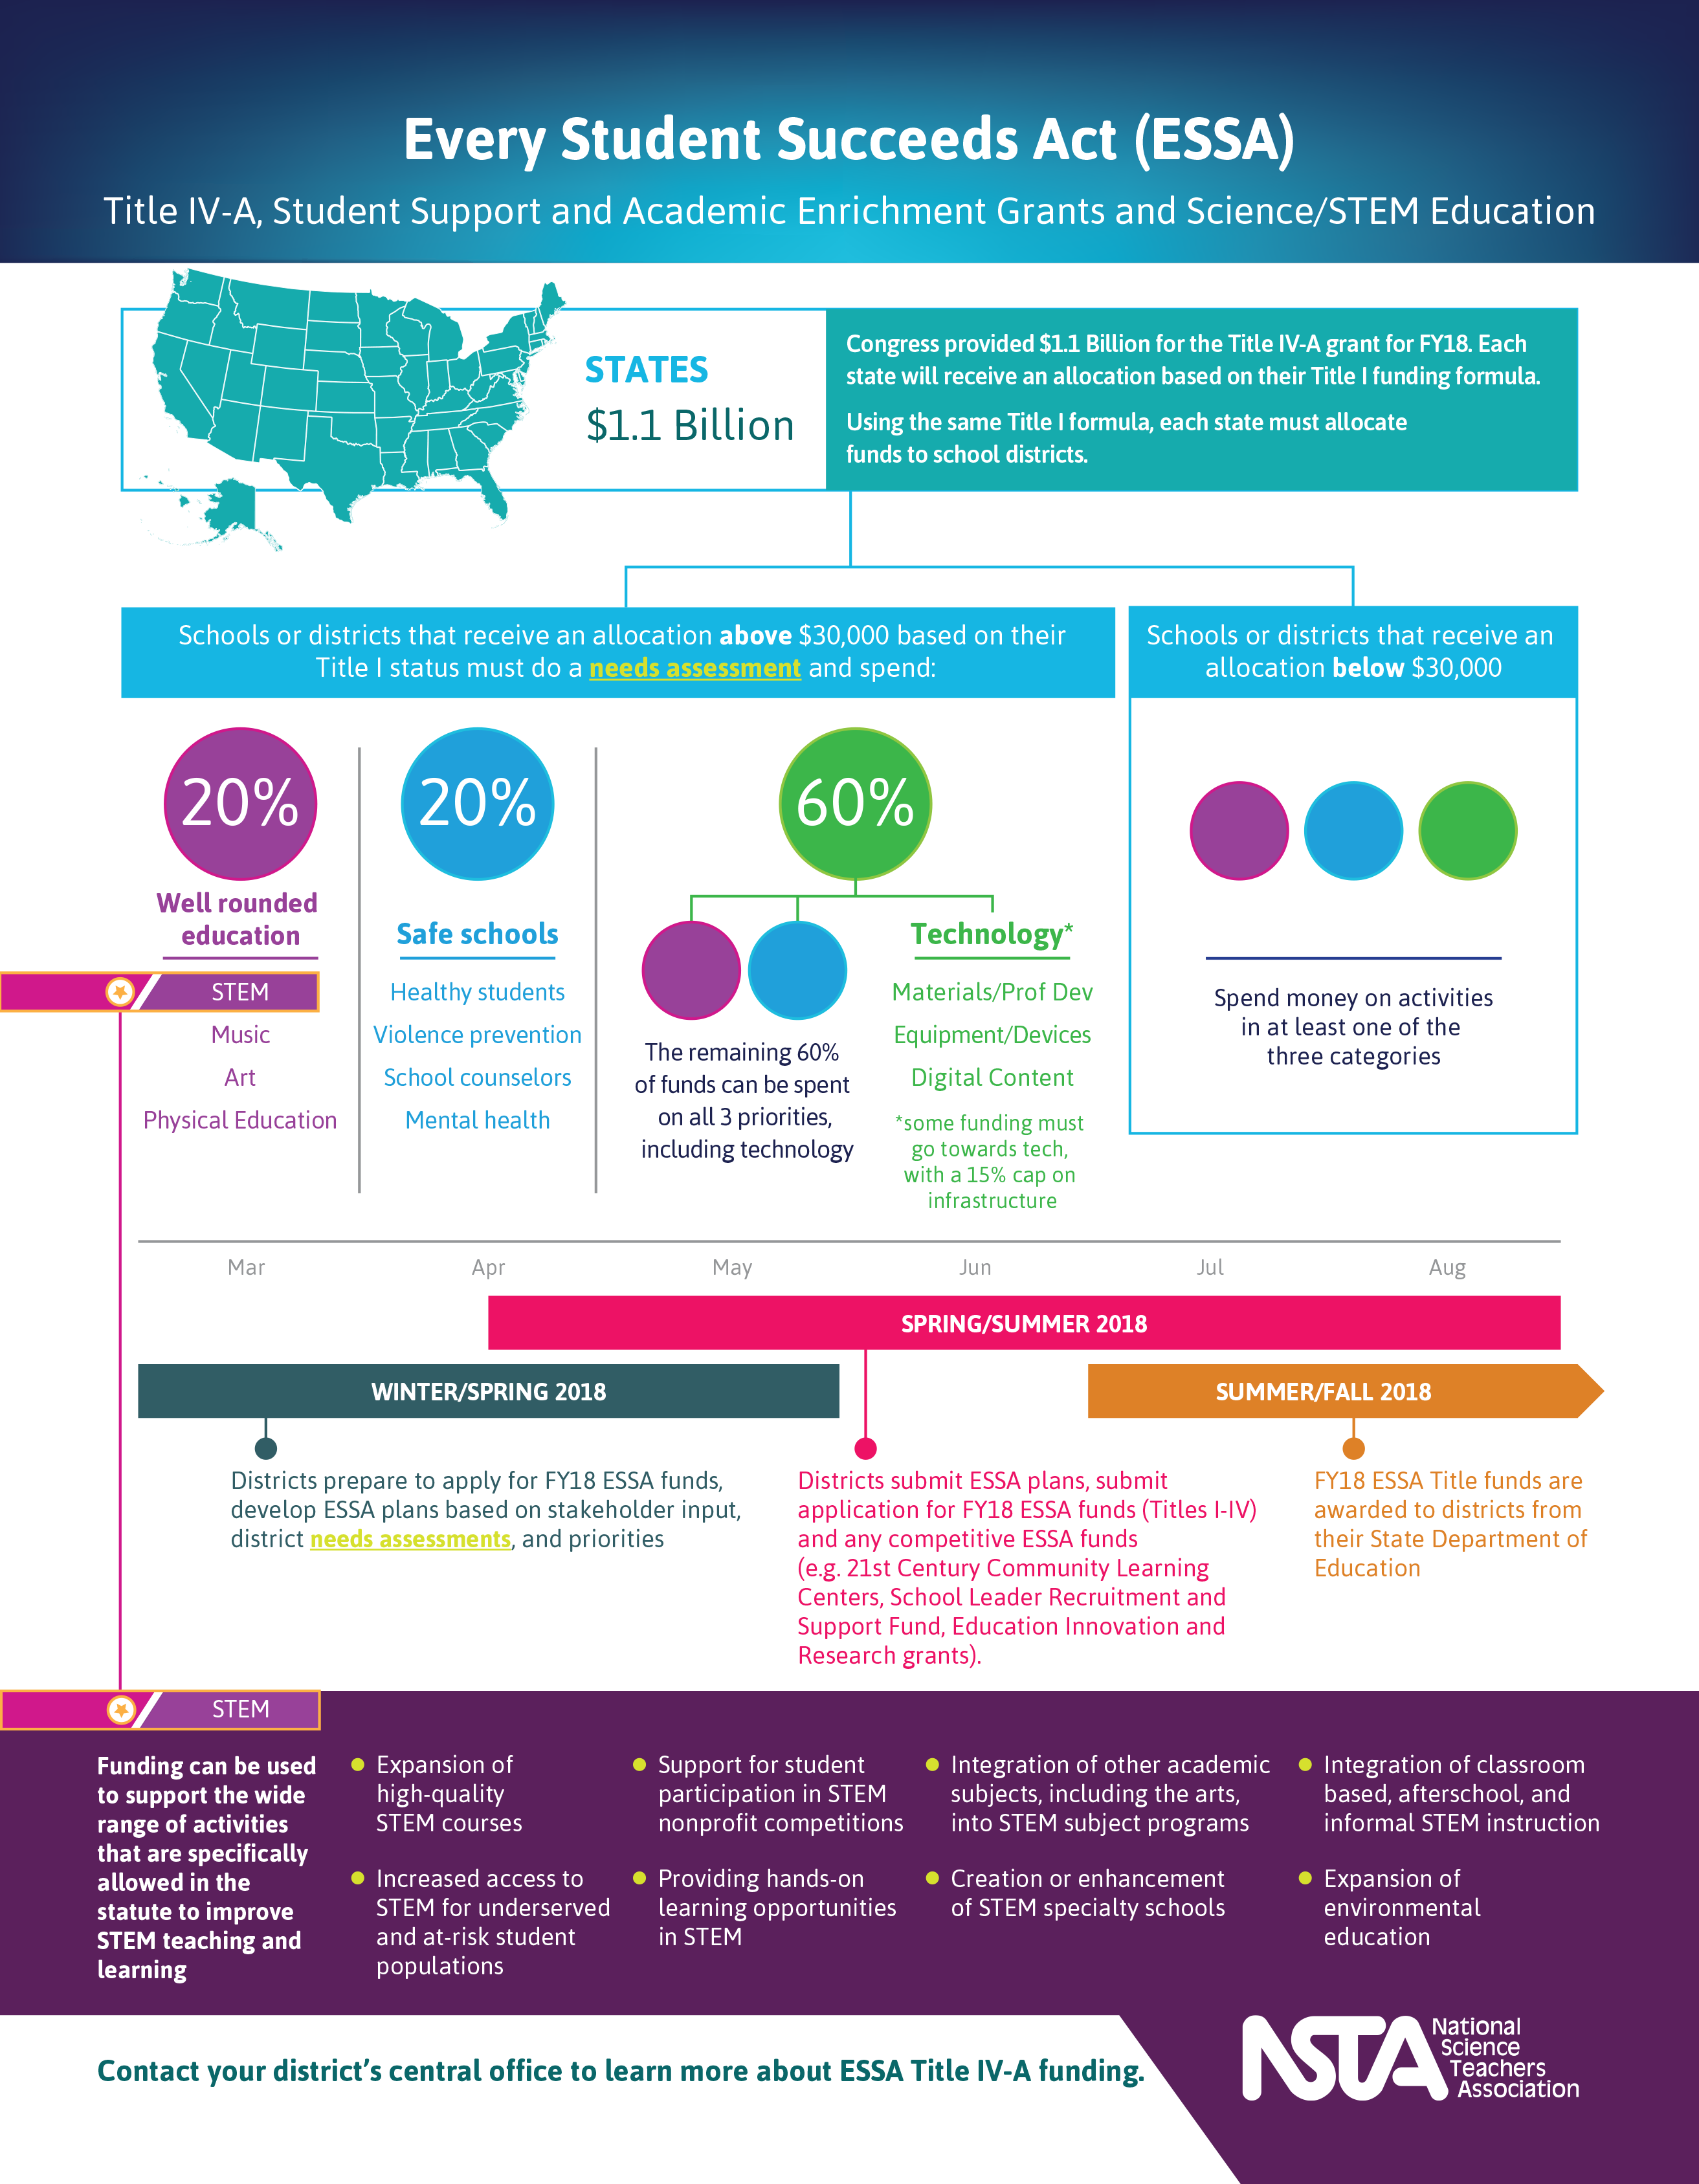 Every Student Succeeds Act (ESSA)
Title IV-A, Student Support and Academic Enrichment Grants and Science/STEM Education
STATES
$1.1 Billion
Congress provided $1.1 Billion for the Title IV-A grant for FY18. Each
state will receive an allocation based on their Title I funding formula.
Using the same Title I formula, each state must allocate
funds to school districts.
Schools or districts that receive an allocation above $30,000 based on their
Title I status must do a needs assessment and spend:
Schools or districts that receive an
allocation below $30,000
20%
Well rounded
education
STEM
Music
Art
Physical Education
20%
Safe schools
Healthy students
Violence prevention
School counselors
Mental health
60%
The remaining 60%
of funds can be spent
on all 3 priorities,
including technology
Technology*
Materials/Prof Dev
Equipment/Devices
Digital Content
*some funding must
go towards tech,
with a 15% cap on
infrastructure
Spend money on activities
in at least one of the
three categories
Mar
Apr
May
Jun
Jul
Aug
SPRING/SUMMER 2018
WINTER/SPRING 2018
SUMMER/FALL 2018
Districts prepare to apply for FY18 ESSA funds,
develop ESSA plans based on stakeholder input,
district needs assessments, and priorities
Districts submit ESSA plans, submit
application for FY18 ESSA funds (Titles I-IV)
and any competitive ESSA funds
(e.g. 21st Century Community Learning
Centers, School Leader Recruitment and
Support Fund, Education Innovation and
Research grants).
FY18 ESSA Title funds are
awarded to districts from
their State Department of
Education
STEM
Funding can be used
to support the wide
range of activities
that are specifically
allowed in the
statute to improve
STEM teaching and
learning
Expansion of
high-quality
STEM courses
Increased access to
STEM for underserved
and at-risk student
populations
Support for student
participation in STEM
nonprofit competitions
Providing hands-on
learning opportunities
in STEM
Integration of other academic
subjects, including the arts,
into STEM subject programs
Creation or enhancement
of STEM specialty schools
Integration of classroom
based, afterschool, and
informal STEM instruction
Expansion of
environmental
education
Contact your district's central office to learn more about ESSA Title IV-A funding.
NSTA
National
Science
Teachers
Association